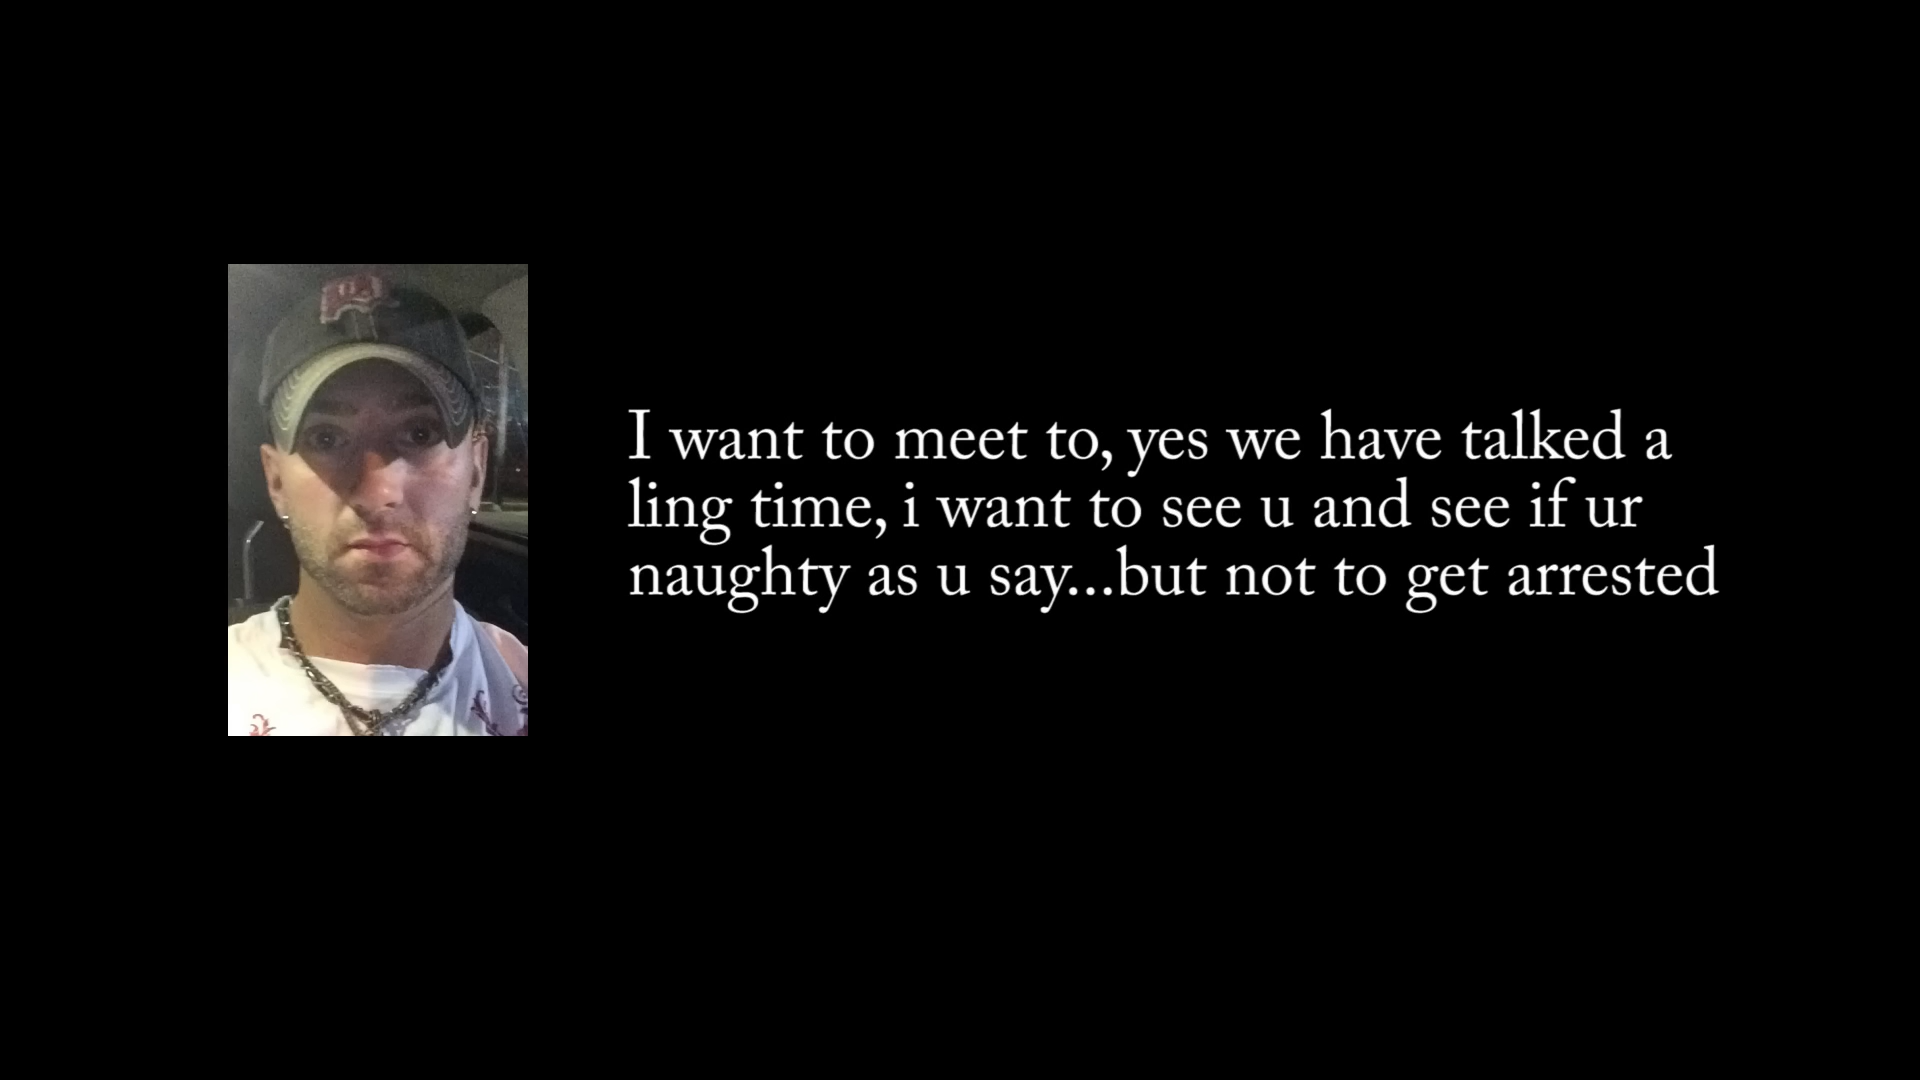 I want to meet to, yes we have talked a
ling time, i want to see u and see if ur
naughty as u say...but not to get arrested